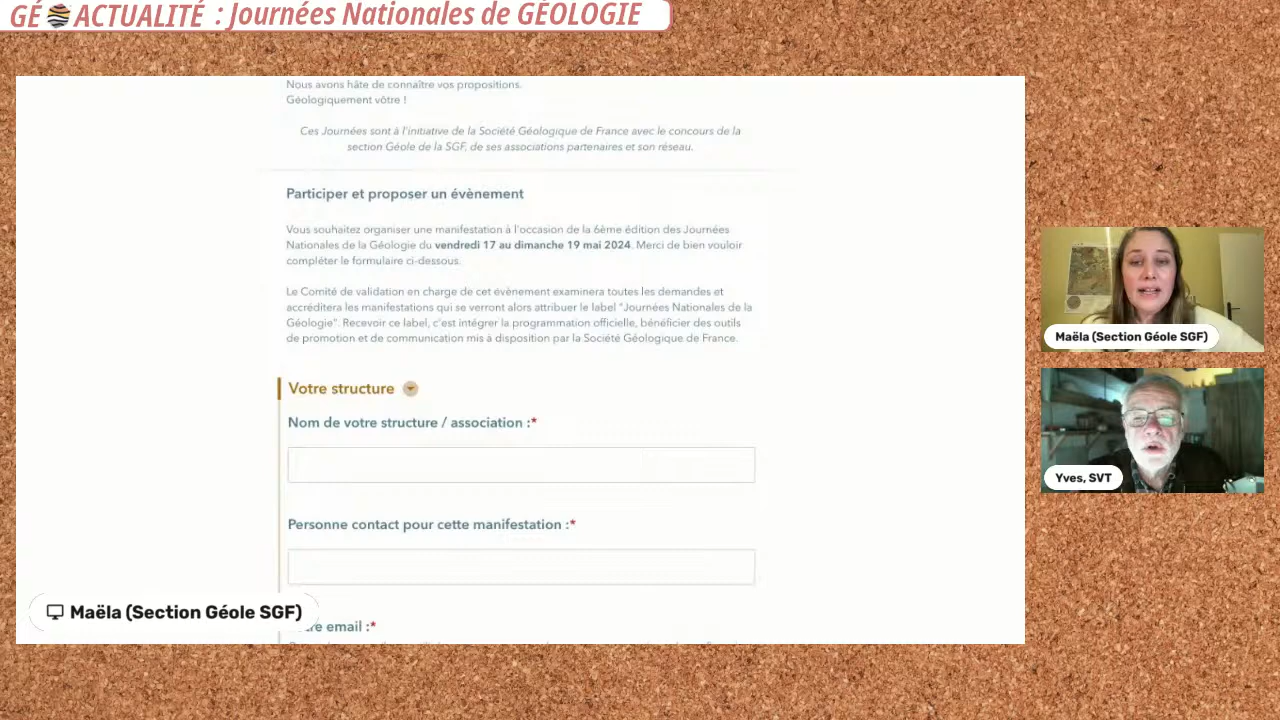 GÉ ACTUALITÉ : Journées Nationales de GÉOLOGIE
Nous avons hâte de connaître vos propositions.
Géologiquement vôtre !
Ces Journées sont à l'initiative de la Société Géologique de France avec le concours de la
section Géole de la SGF, de ses associations partenaires et son réseau.
Participer et proposer un évènement
Vous souhaitez organiser une manifestation à l'occasion de la 6ème édition des Journées
Nationales de la Géologie du vendredi 17 au dimanche 19 mai 2024. Merci de bien vouloir
compléter le formulaire ci-dessous.
Le Comité de validation en charge de cet évènement examinera toutes les demandes et
accréditera les manifestations qui se verront alors attribuer le label "Journées Nationales de la
Géologie". Recevoir ce label, c'est intégrer la programmation officielle, bénéficier des outils
de promotion et de communication mis à disposition par la Société Géologique de France.
Votre structure
Nom de votre structure / association :*
Personne contact pour cette manifestation :*
email :*
Maëla (Section Géole SGF)
Maëla (Section Géole SGF)
Yves, SVT